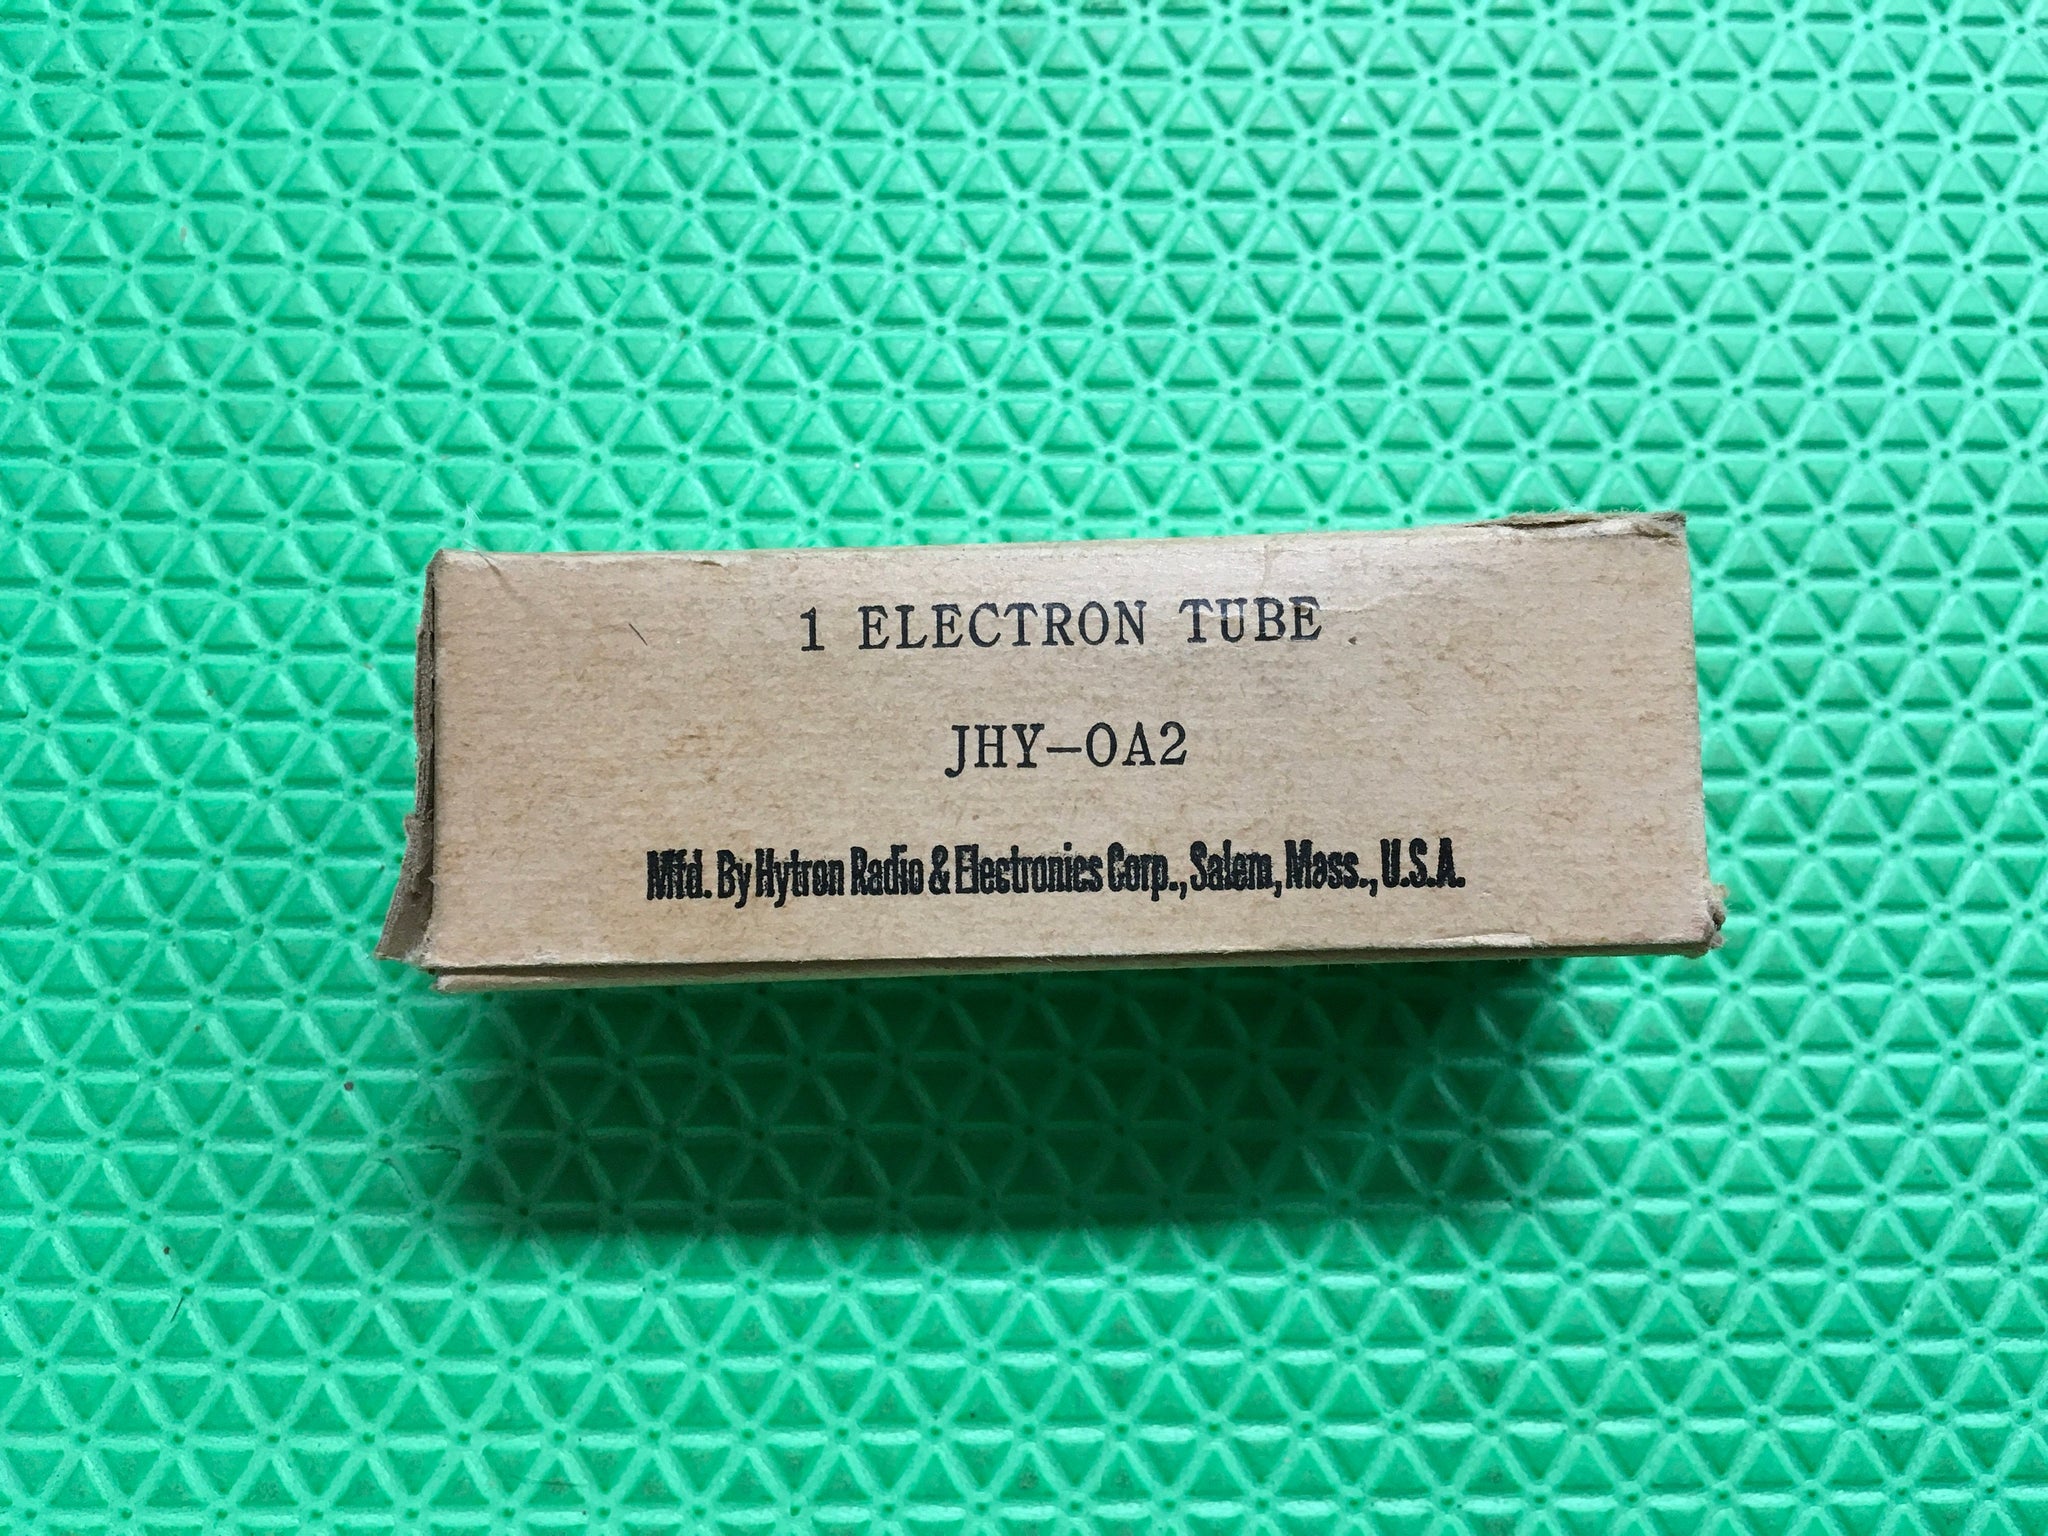 1 ELECTRON TUBE
JHY-OA2
Mfd. By Hytron Radio & Electronics Corp., Salem, Mass., U.S.A.